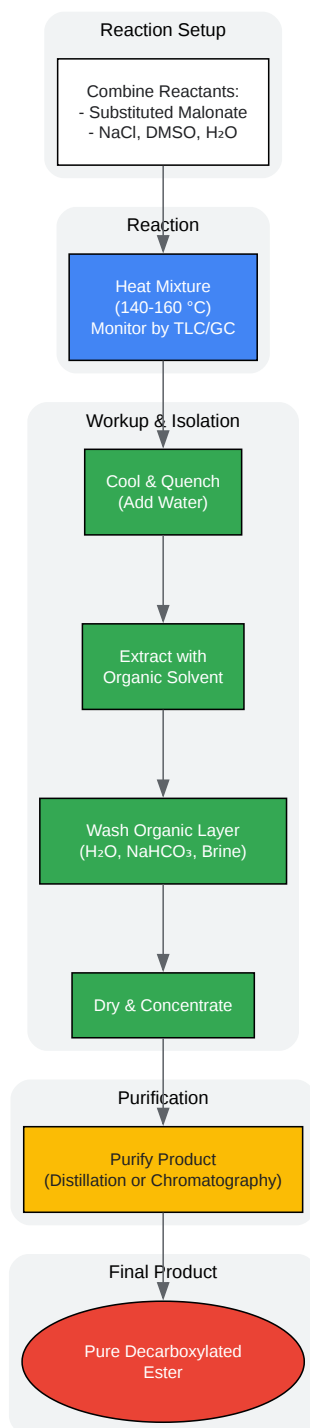 Reaction Setup
Combine Reactants:
- Substituted Malonate
- NaCl, DMSO, H₂O
Reaction
Heat Mixture
(140-160 °C)
Monitor by TLC/GC
Workup & Isolation
Cool & Quench
(Add Water)
Extract with
Organic Solvent
Wash Organic Layer
(H₂O, NaHCO₃, Brine)
Dry & Concentrate
Purification
Purify Product
(Distillation or Chromatography)
Final Product
Pure Decarboxylated
Ester